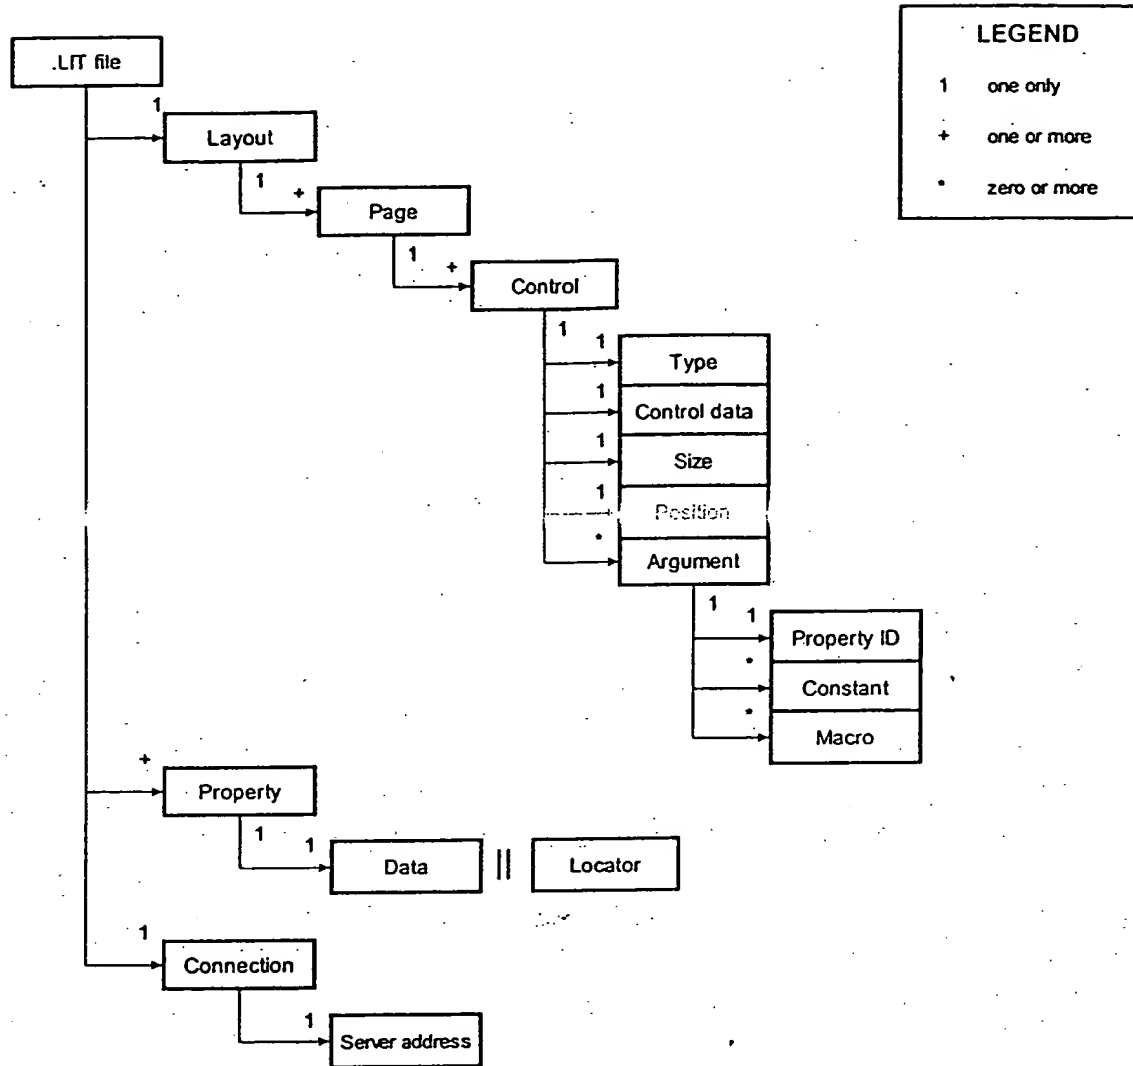 LEGEND
1 one only
+ one or more
* zero or more
.LIT file
1
Layout
1 +
Page
1 +
Control
1
1
Type
1
Control data
1
Size
1
Position
*
Argument
1
1
Property ID
*
Constant
*
Macro
+
Property
1 1
Data || Locator
1
Connection
1
Server address